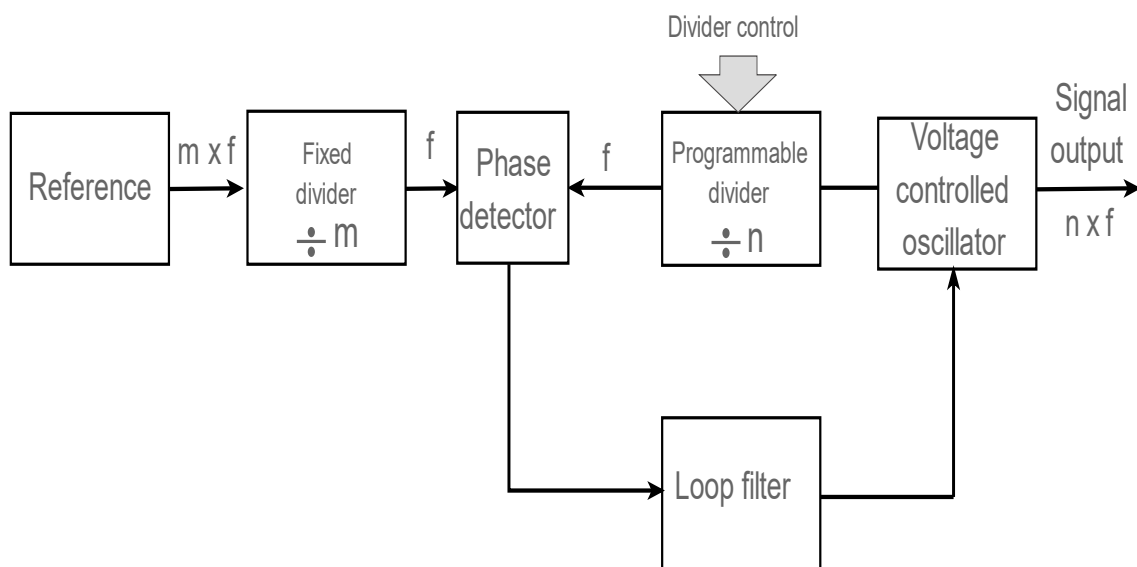 Divider control
Reference
m x f
Fixed
divider
÷ m
f
Phase
detector
f
Programmable
divider
÷ n
Voltage
controlled
oscillator
Signal
output
n x f
Loop filter